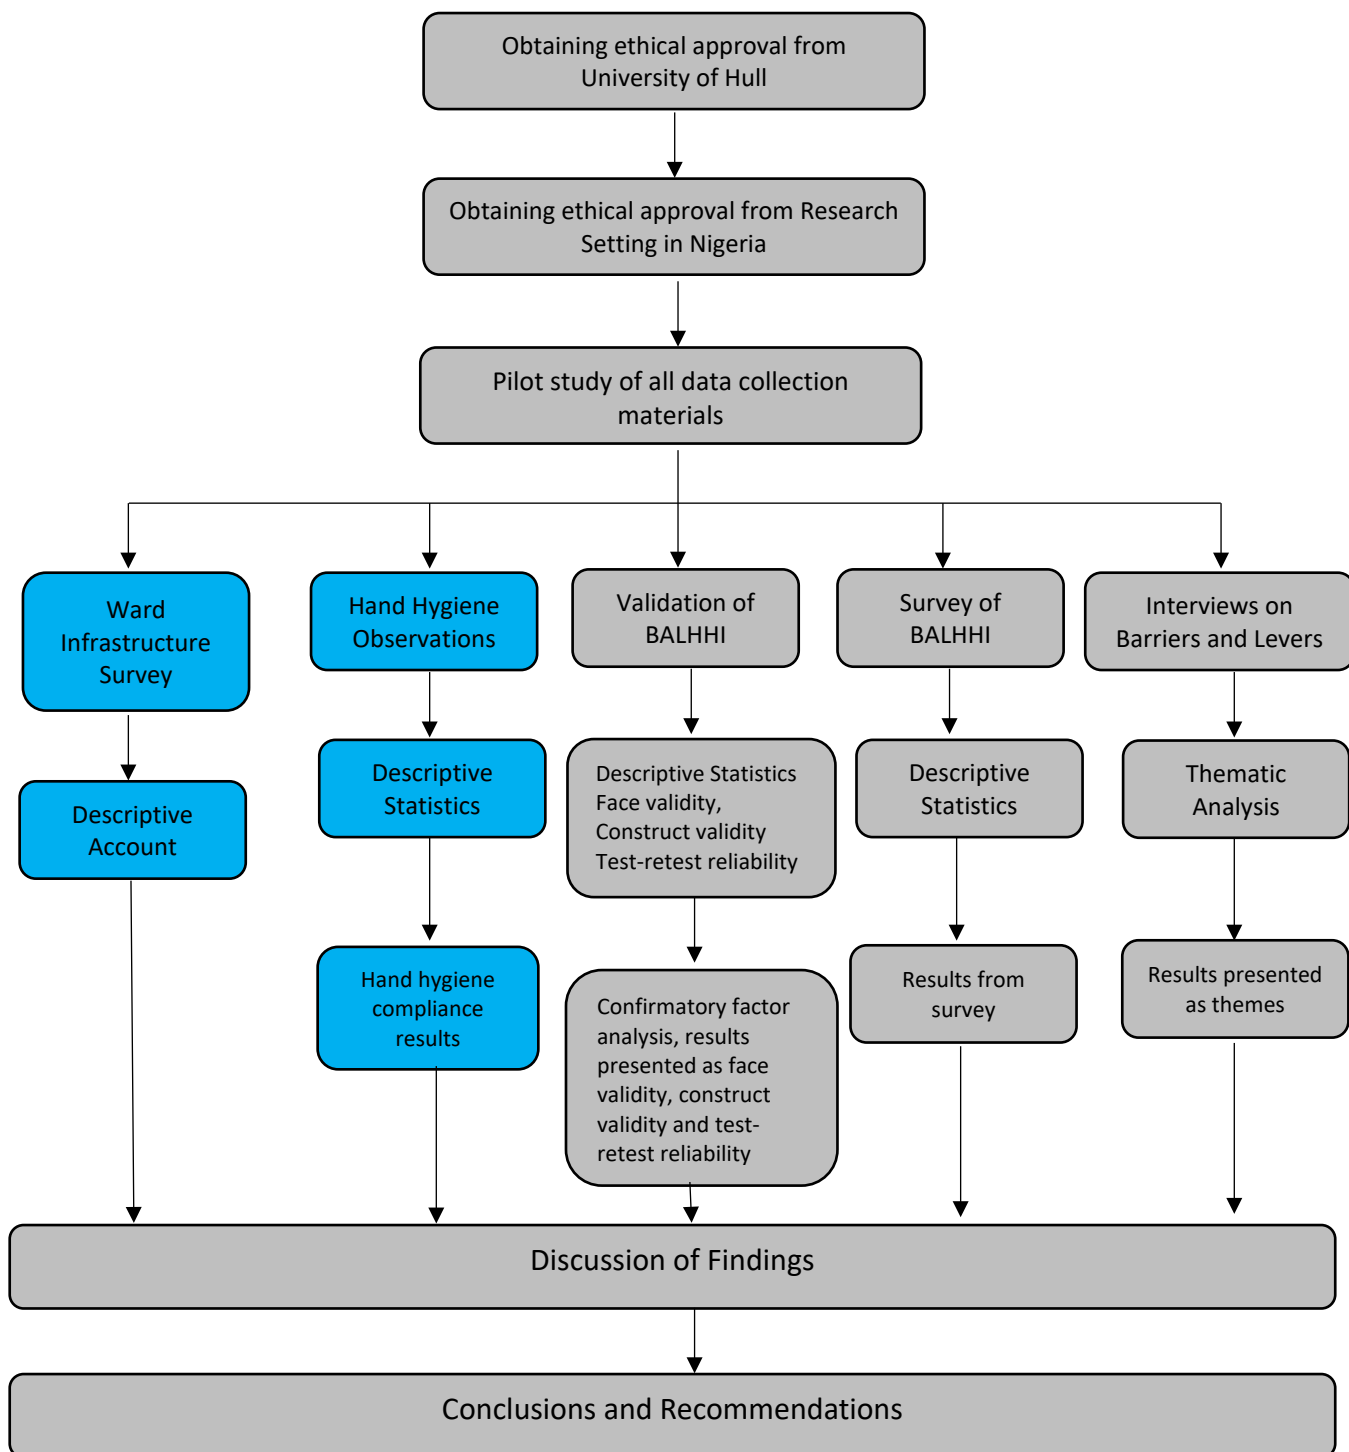 Obtaining ethical approval from
University of Hull
Obtaining ethical approval from Research
Setting in Nigeria
Pilot study of all data collection
materials
Ward
Infrastructure
Survey
Hand Hygiene
Observations
Validation of
BALHHI
Survey of
BALHHI
Interviews on
Barriers and Levers
Descriptive
Account
Descriptive
Statistics
Descriptive Statistics
Face validity,
Construct validity
Test-retest reliability
Descriptive
Statistics
Thematic
Analysis
Hand hygiene
compliance
results
Confirmatory factor
analysis, results
presented as face
validity, construct
validity and test-
retest reliability
Results from
survey
Results presented
as themes
Discussion of Findings
Conclusions and Recommendations